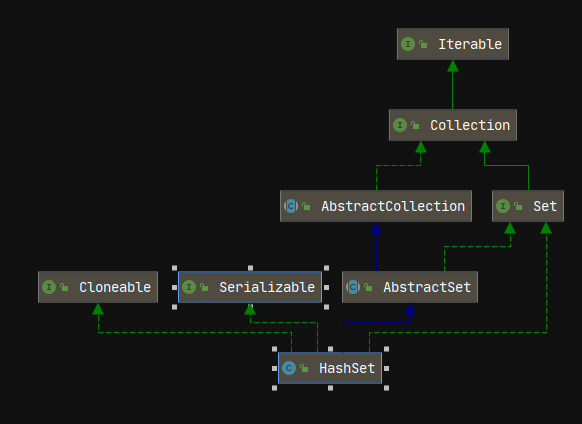 I Iterable
I Collection
C AbstractCollection
I Set
I Cloneable
I Serializable
C AbstractSet
C HashSet